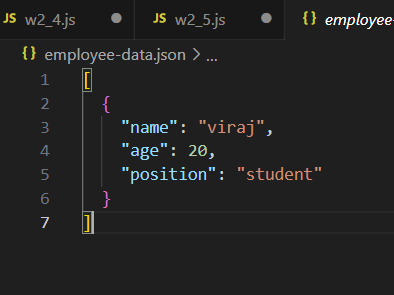 JS w2_4.js ● JS w2_5.js ● {} employee-
{} employee-data.json > ...
1 [
2 {
3 "name": "viraj",
4 "age": 20,
5 "position": "student"
6 }
7 ]